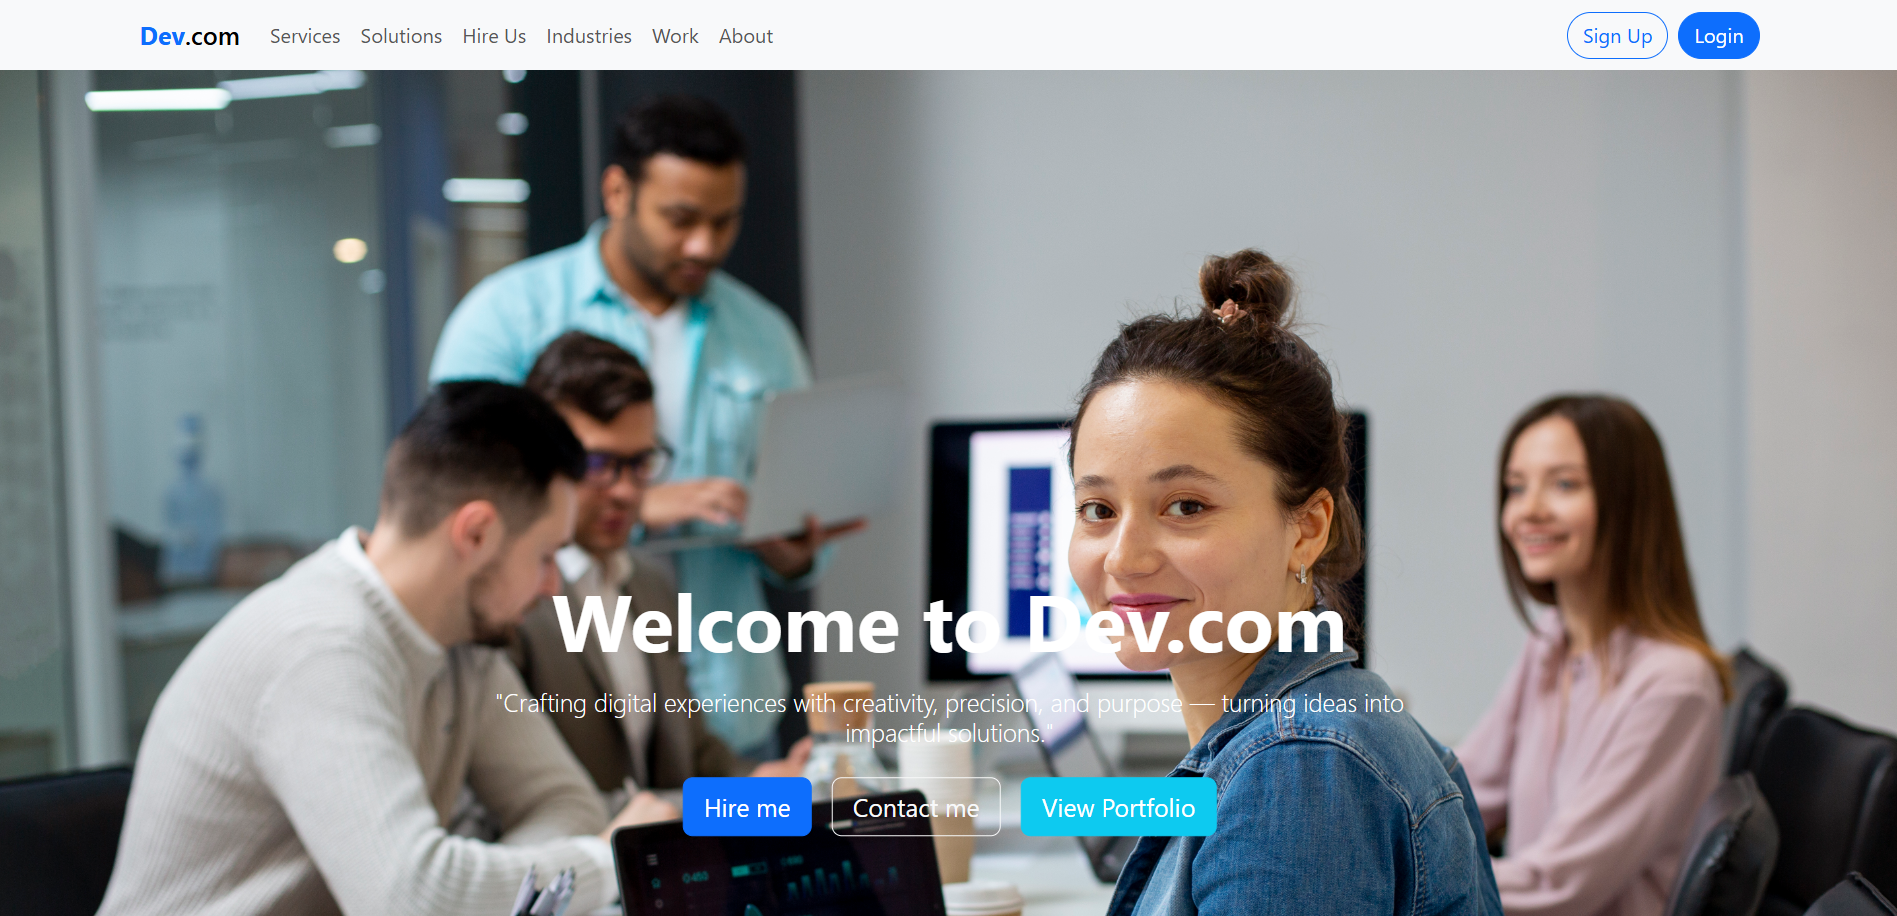 Dev.com Services Solutions Hire Us Industries Work About Sign Up Login
Welcome to Dev.com
"Crafting digital experiences with creativity, precision, and purpose — turning ideas into
impactful solutions."
Hire me Contact me View Portfolio